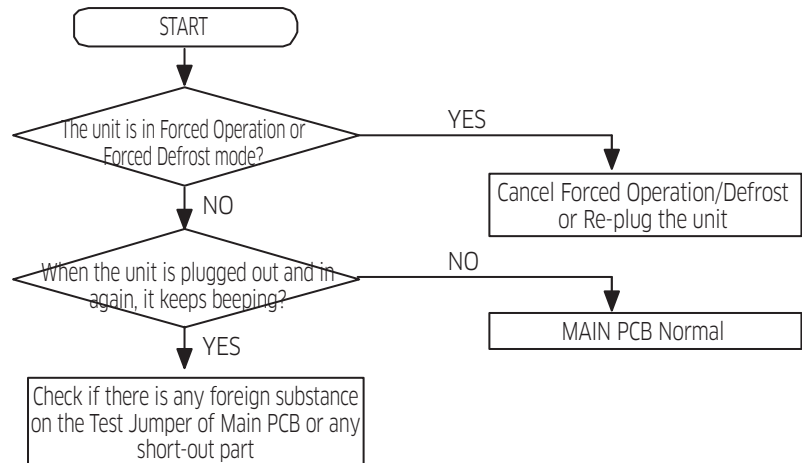 START
The unit is in Forced Operation or
Forced Defrost mode?
YES
Cancel Forced Operation/Defrost
or Re-plug the unit
NO
When the unit is plugged out and in
again, it keeps beeping?
NO
MAIN PCB Normal
YES
Check if there is any foreign substance
on the Test Jumper of Main PCB or any
short-out part